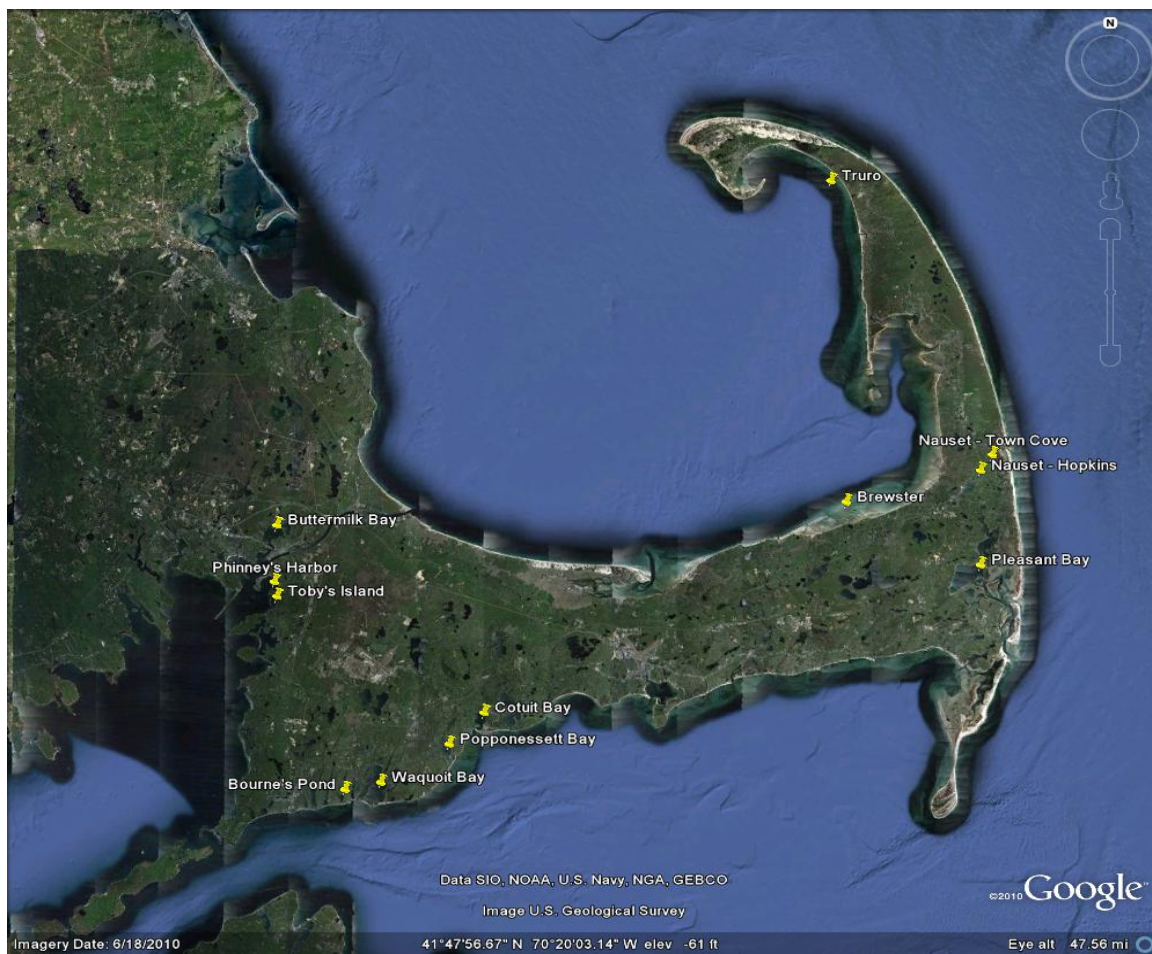 N
Truro
Nauset - Town Cove
Nauset - Hopkins
Brewster
Buttermilk Bay
Pleasant Bay
Phinney's Harbor
Toby's Island
Cotuit Bay
Popponessett Bay
Waquoit Bay
Bourne's Pond
Data SIO, NOAA, U.S. Navy, NGA, GEBCO
©2010 Google™
Image U.S. Geological Survey
Imagery Date: 6/18/2010 41°47'56.67" N 70°20'03.14" W elev -61 ft Eye alt 47.56 mi